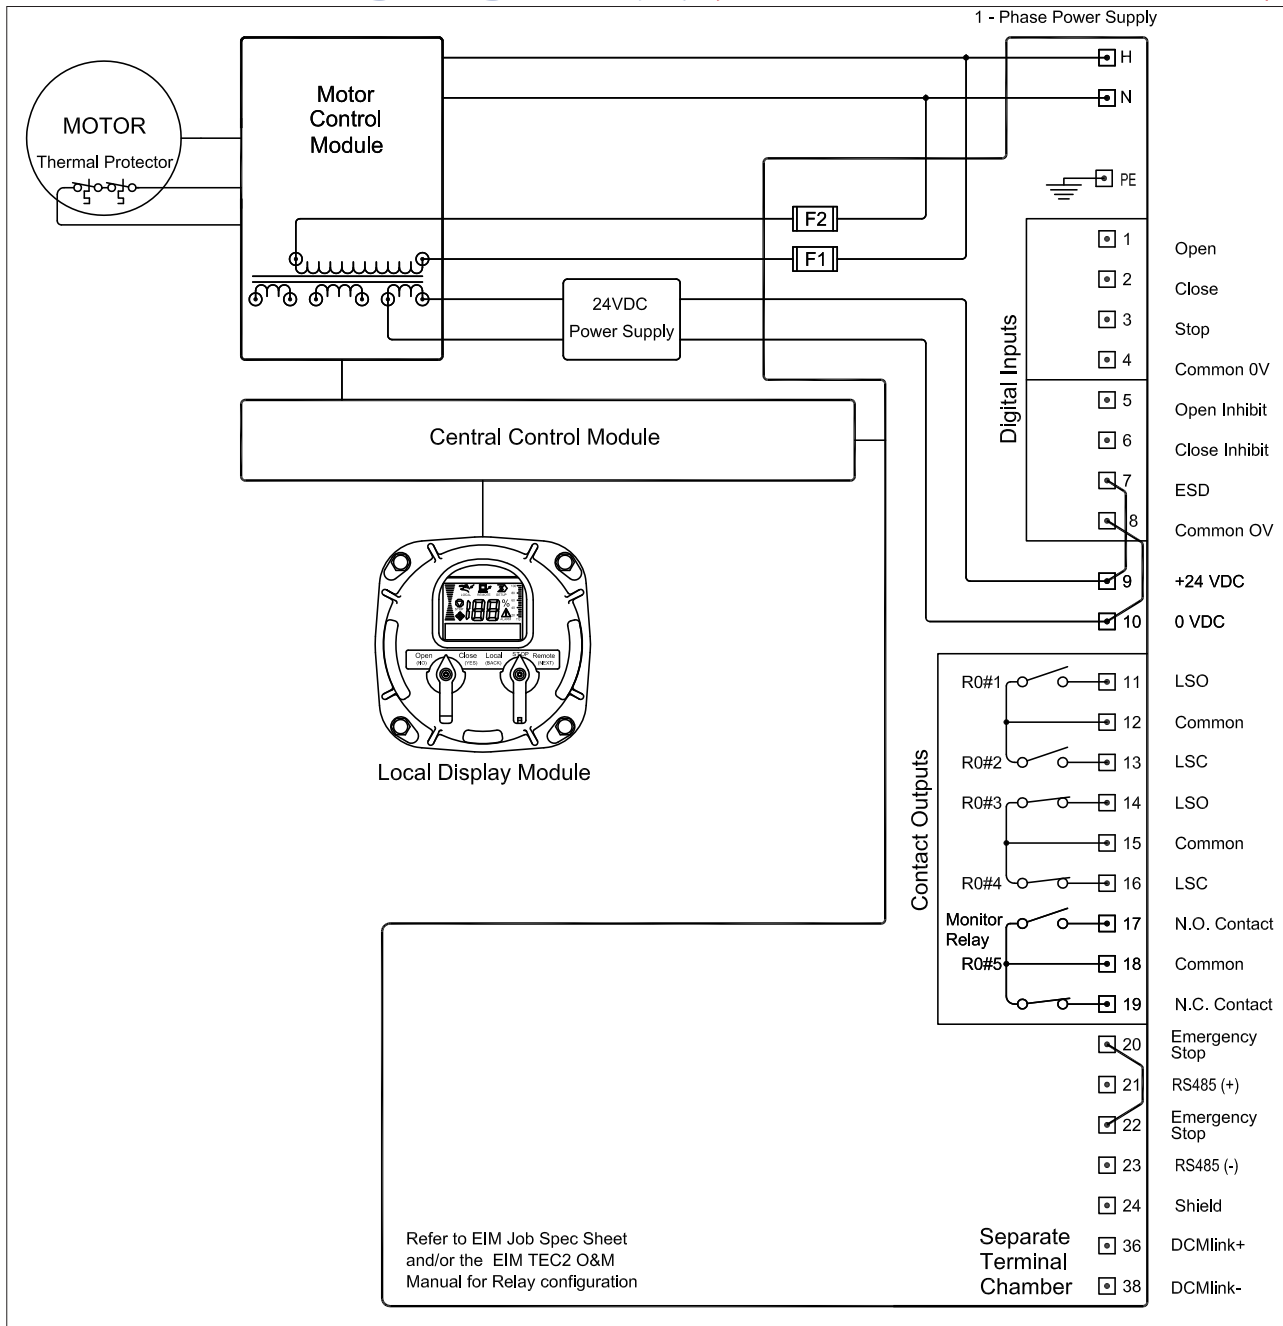 1 - Phase Power Supply
H
N
PE
MOTOR
Thermal Protector
Motor
Control
Module
F2
F1
24VDC
Power Supply
Central Control Module
Digital Inputs
1 Open
2 Close
3 Stop
4 Common 0V
5 Open Inhibit
6 Close Inhibit
7 ESD
8 Common OV
9 +24 VDC
10 0 VDC
Open
(NO)
Close
(YES)
Local
(BACK)
STOP
Remote
(NEXT)
Local Display Module
Contact Outputs
R0#1 11 LSO
12 Common
R0#2 13 LSC
R0#3 14 LSO
15 Common
R0#4 16 LSC
Monitor
Relay
17 N.O. Contact
R0#5 18 Common
19 N.C. Contact
20 Emergency
Stop
21 RS485 (+)
22 Emergency
Stop
23 RS485 (-)
24 Shield
36 DCMlink+
38 DCMlink-
Separate
Terminal
Chamber
Refer to EIM Job Spec Sheet
and/or the EIM TEC2 O&M
Manual for Relay configuration